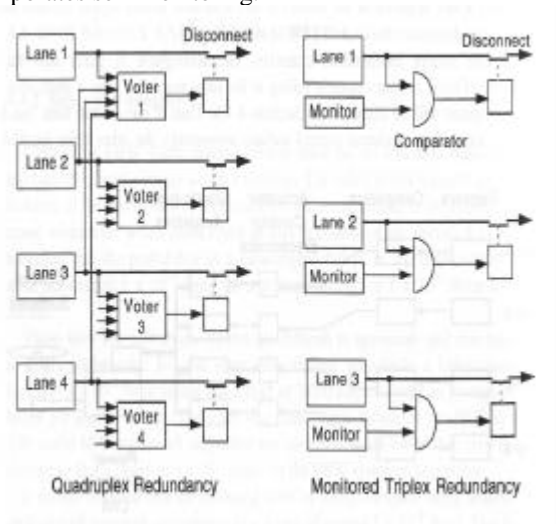 Lane 1
Disconnect
Voter
1
Lane 2
Voter
2
Lane 3
Voter
3
Lane 4
Voter
4
Quadruplex Redundancy
Lane 1
Disconnect
Monitor
Comparator
Lane 2
Monitor
Lane 3
Monitor
Monitored Triplex Redundancy